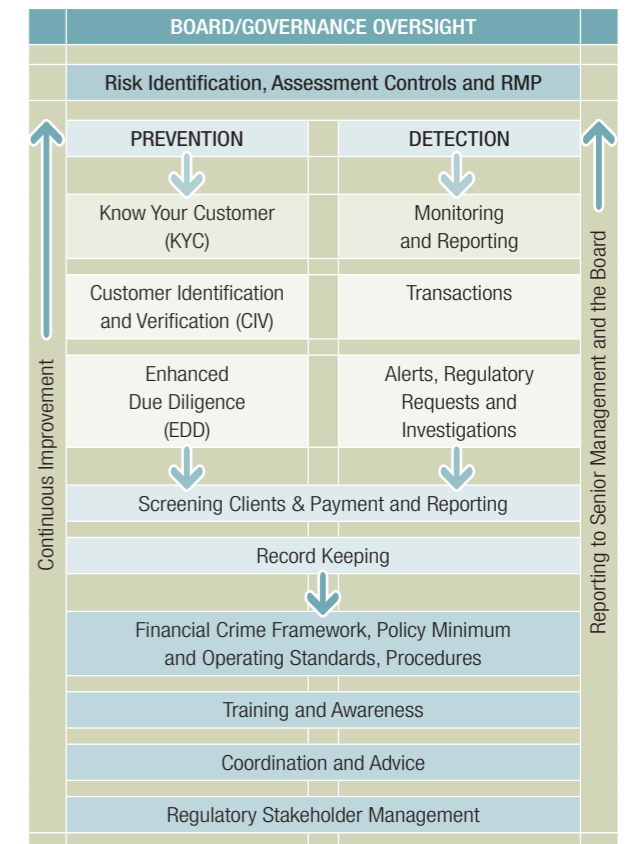 BOARD/GOVERNANCE OVERSIGHT
Risk Identification, Assessment Controls and RMP
PREVENTION
DETECTION
Know Your Customer
(KYC)
Monitoring
and Reporting
Customer Identification
and Verification (CIV)
Transactions
Enhanced
Due Diligence
(EDD)
Alerts, Regulatory
Requests and
Investigations
Screening Clients & Payment and Reporting
Record Keeping
Financial Crime Framework, Policy Minimum
and Operating Standards, Procedures
Training and Awareness
Coordination and Advice
Regulatory Stakeholder Management
Continuous Improvement
Reporting to Senior Management and the Board